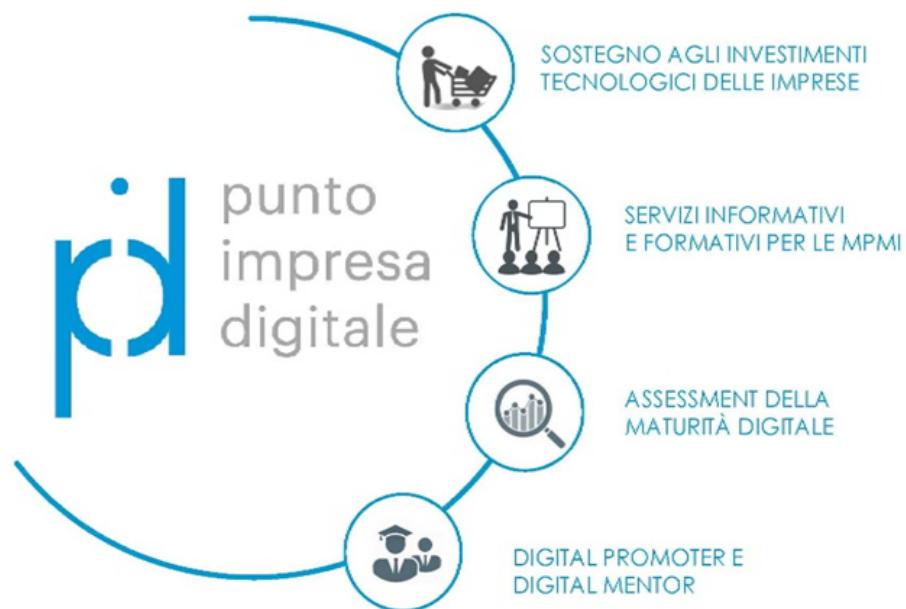 SOSTEGNO AGLI INVESTIMENTI
TECNOLOGICI DELLE IMPRESE
pid
punto
impresa
digitale
SERVIZI INFORMATIVI
E FORMATIVI PER LE MPMI
ASSESSMENT DELLA
MATURITÀ DIGITALE
DIGITAL PROMOTER E
DIGITAL MENTOR